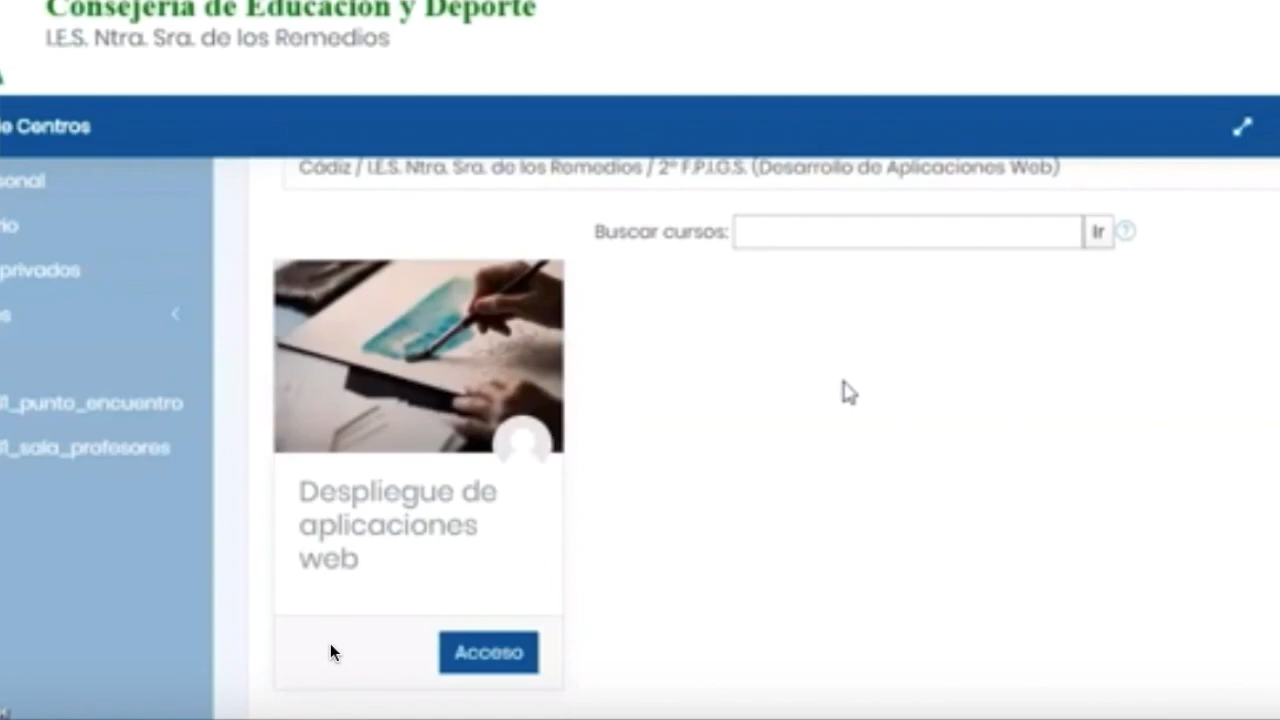 Consejería de Educación y Deporte
I.E.S. Ntra. Sra. de los Remedios
e Centros
sonal
Cádiz / I.E.S. Ntra. Sra. de los Remedios / 2º F.P.I.G.S. (Desarrollo de Aplicaciones Web)
rio
Buscar cursos:
Ir
?
privados
s
1_punto_encuentro
1_sala_profesores
Despliegue de
aplicaciones
web
Acceso